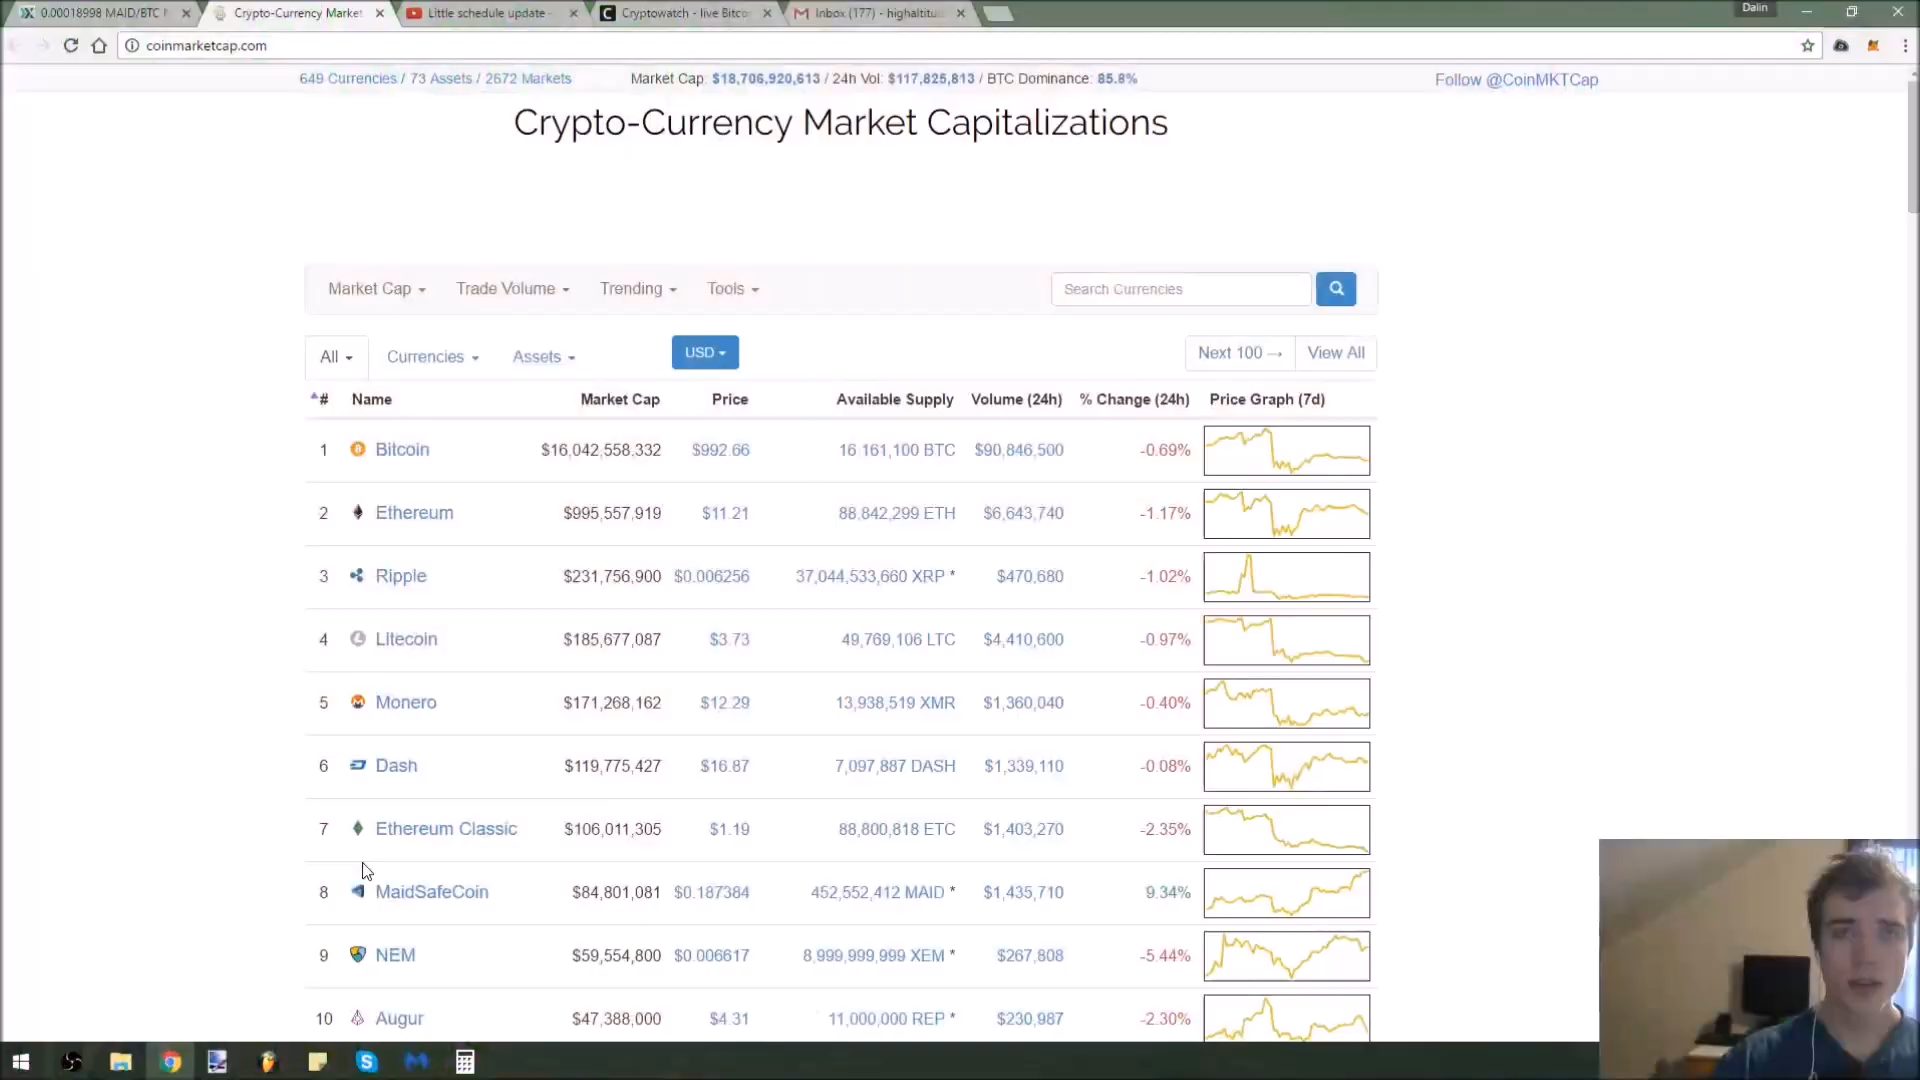 0.00018998 MAID/BTC M
Crypto-Currency Market
Little schedule update -
Cryptowatch - live Bitco
Inbox (177) - highaltitu
Dalin
coinmarketcap.com
649 Currencies / 73 Assets / 2672 Markets
Market Cap: $18,706,920,613 / 24h Vol: $117,825,813 / BTC Dominance: 85.8%
Follow @CoinMKTCap
Crypto-Currency Market Capitalizations
Market Cap Trade Volume Trending Tools Search Currencies
All Currencies Assets USD Next 100 → View All
# Name Market Cap Price Available Supply Volume (24h) % Change (24h) Price Graph (7d)
1 Bitcoin $16,042,558,332 $992.66 16 161,100 BTC $90,846,500 -0.69%
2 Ethereum $995,557,919 $11.21 88,842,299 ETH $6,643,740 -1.17%
3 Ripple $231,756,900 $0.006256 37,044,533,660 XRP * $470,680 -1.02%
4 Litecoin $185,677,087 $3.73 49,769,106 LTC $4,410,600 -0.97%
5 Monero $171,268,162 $12.29 13,938,519 XMR $1,360,040 -0.40%
6 Dash $119,775,427 $16.87 7,097,887 DASH $1,339,110 -0.08%
7 Ethereum Classic $106,011,305 $1.19 88,800,818 ETC $1,403,270 -2.35%
8 MaidSafeCoin $84,801,081 $0.187384 452,552,412 MAID * $1,435,710 9.34%
9 NEM $59,554,800 $0.006617 8,999,999,999 XEM * $267,808 -5.44%
10 Augur $47,388,000 $4.31 11,000,000 REP * $230,987 -2.30%